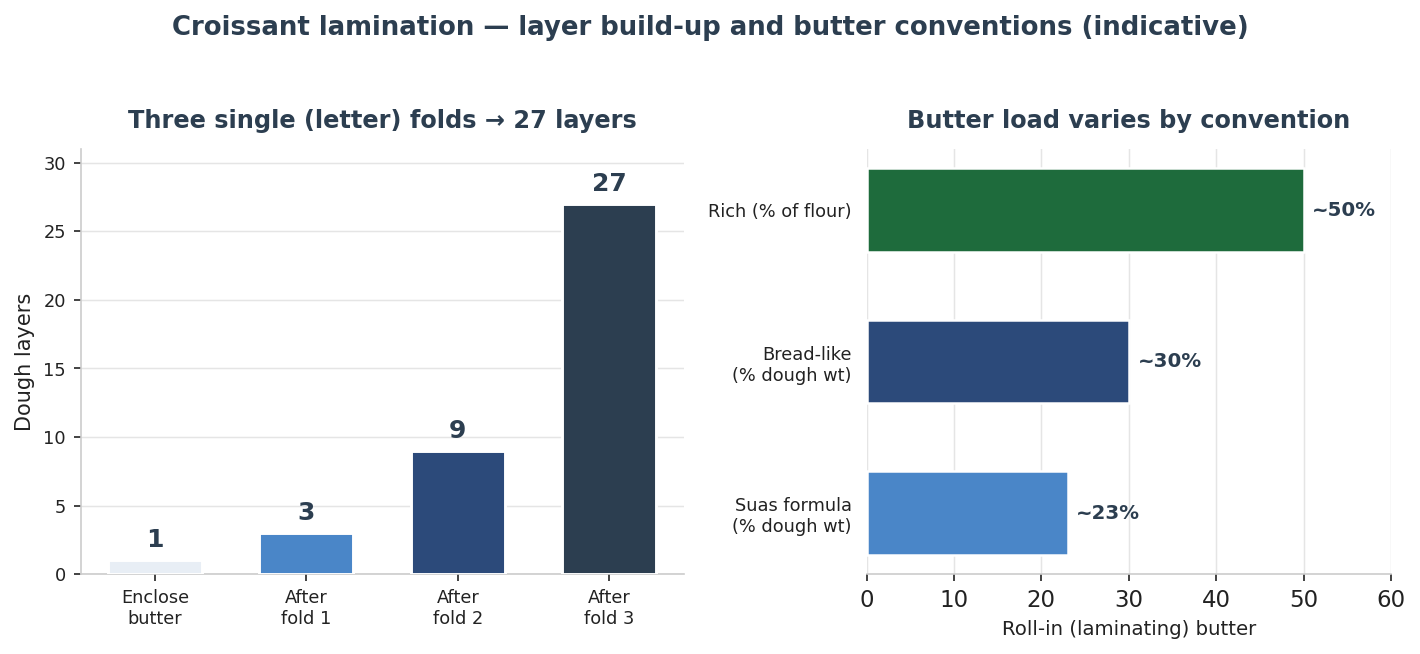 Croissant lamination — layer build-up and butter conventions (indicative)
Three single (letter) folds → 27 layers
Dough layers
30
25
20
15
10
5
0
1
3
9
27
Enclose
butter
After
fold 1
After
fold 2
After
fold 3
Butter load varies by convention
Rich (% of flour)
~50%
Bread-like
(% dough wt)
~30%
Suas formula
(% dough wt)
~23%
0 10 20 30 40 50 60
Roll-in (laminating) butter